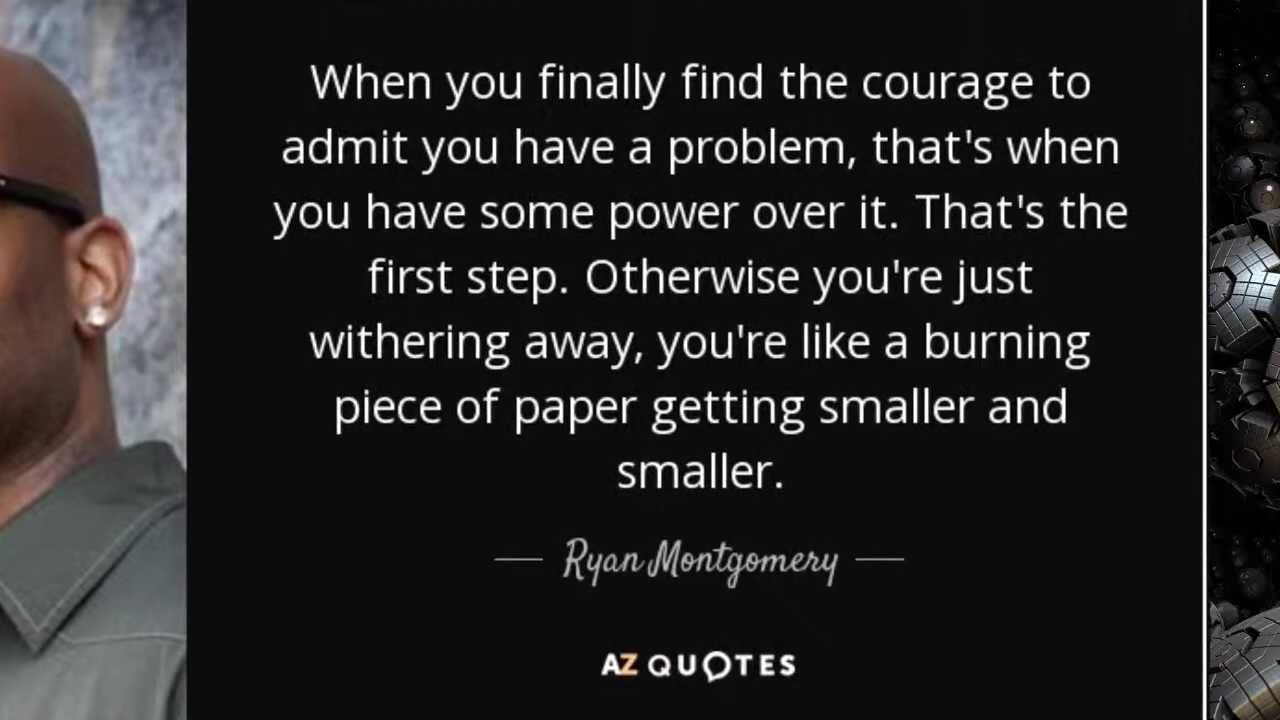 When you finally find the courage to
admit you have a problem, that's when
you have some power over it. That's the
first step. Otherwise you're just
withering away, you're like a burning
piece of paper getting smaller and
smaller.
Ryan Montgomery
AZ QUOTES